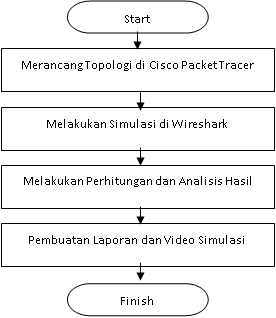 Start
Merancang Topologi di Cisco Packet Tracer
Melakukan Simulasi di Wireshark
Melakukan Perhitungan dan Analisis Hasil
Pembuatan Laporan dan Video Simulasi
Finish